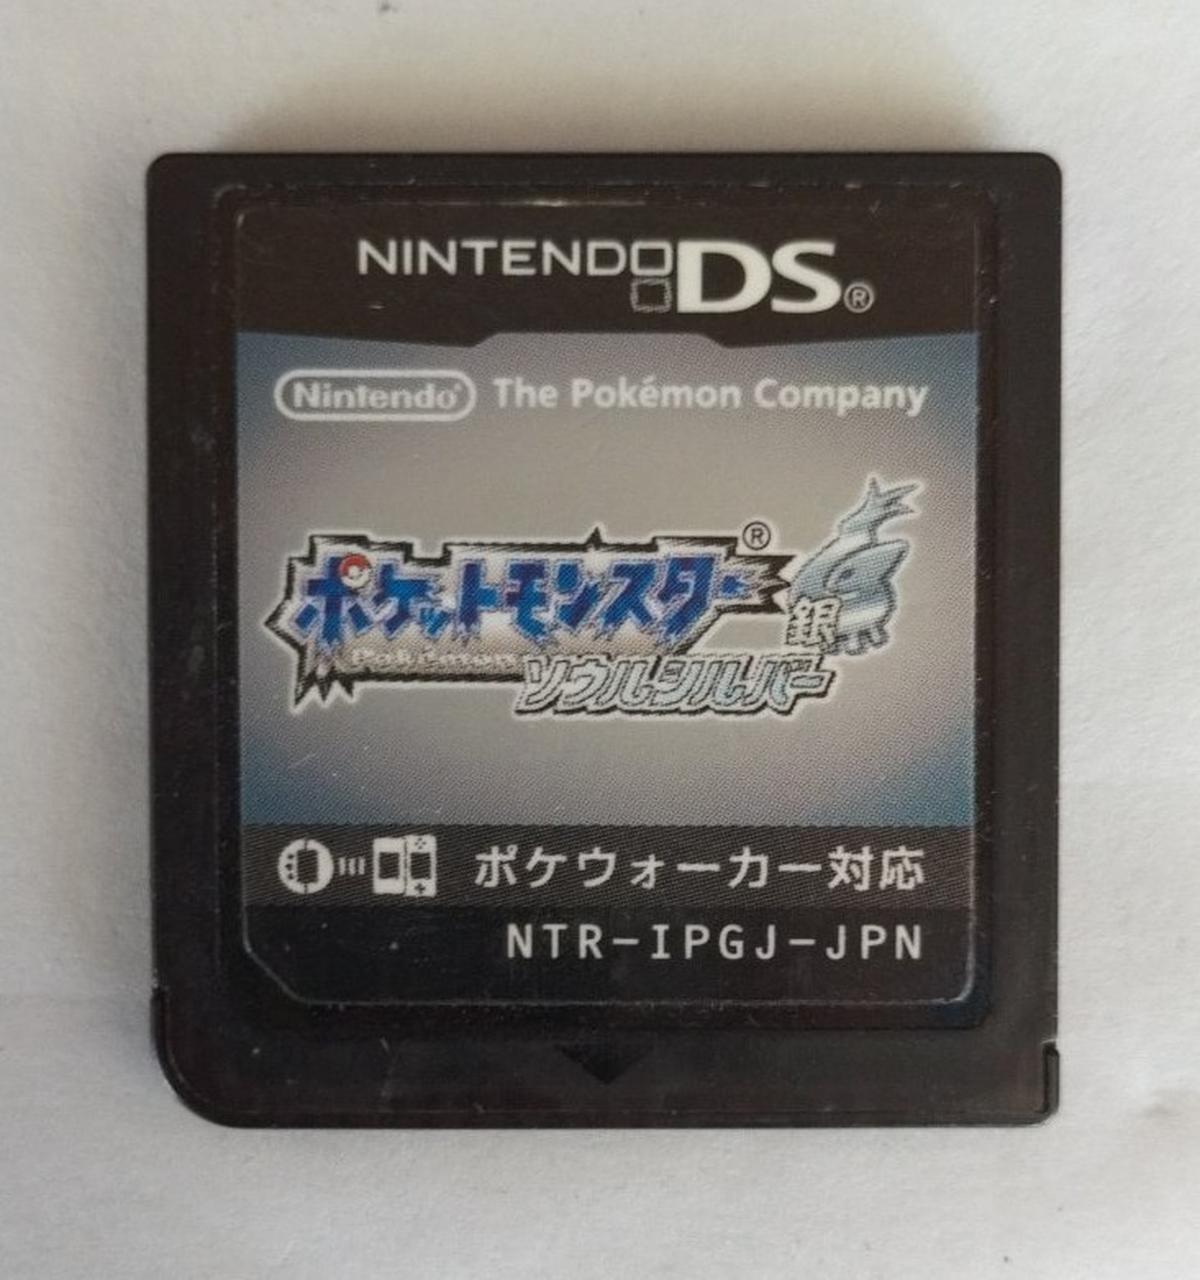 NINTENDO DS®
Nintendo® The Pokémon Company
ポケットモンスター®
銀
Pokémon
ソウルシルバー
ポケウォーカー対応
NTR-IPGJ-JPN